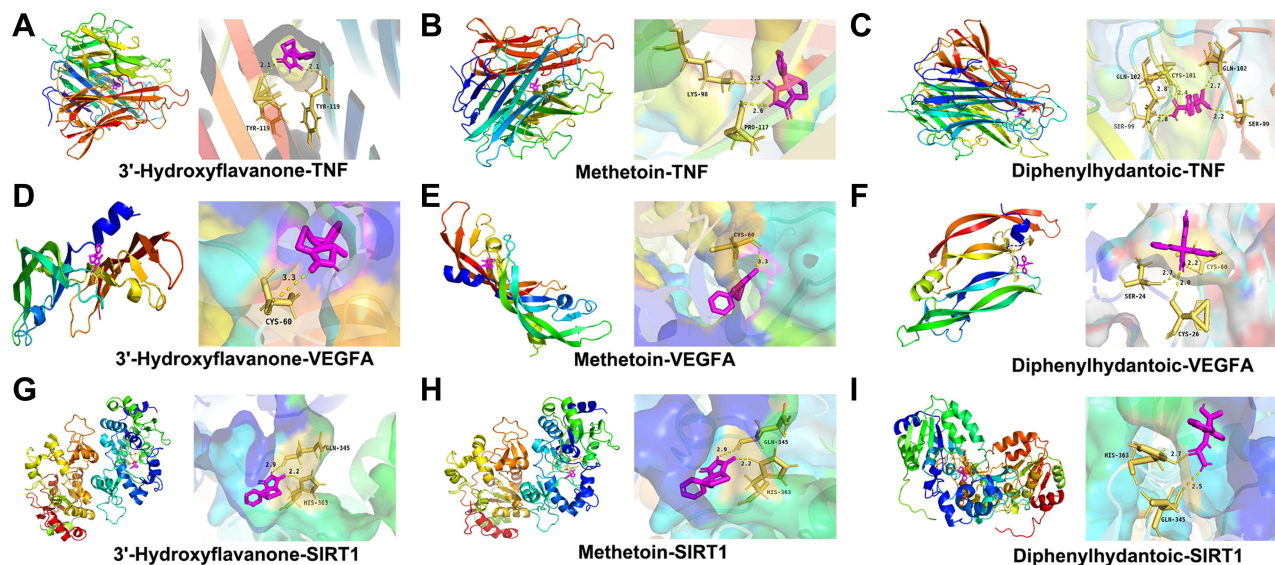 A
2.1
2.1
TYR-119
TYR-119
3'-Hydroxyflavanone-TNF
B
LYS-98
2.3
2.6
PRO-117
Methetoin-TNF
C
GLN-102
CYS-101
GLN-102
2.8
2.4
2.7
2.8
2.2
SER-99
SER-99
Diphenylhydantoic-TNF
D
3.3
CYS-60
3'-Hydroxyflavanone-VEGFA
E
CYS-60
3.3
Methetoin-VEGFA
F
2.2
CYS-60
2.7
2.0
SER-24
CYS-26
Diphenylhydantoic-VEGFA
G
GLN-345
2.9
2.2
HIS-363
3'-Hydroxyflavanone-SIRT1
H
GLN-345
2.9
2.2
HIS-363
Methetoin-SIRT1
I
HIS-363
2.7
2.5
GLN-345
Diphenylhydantoic-SIRT1